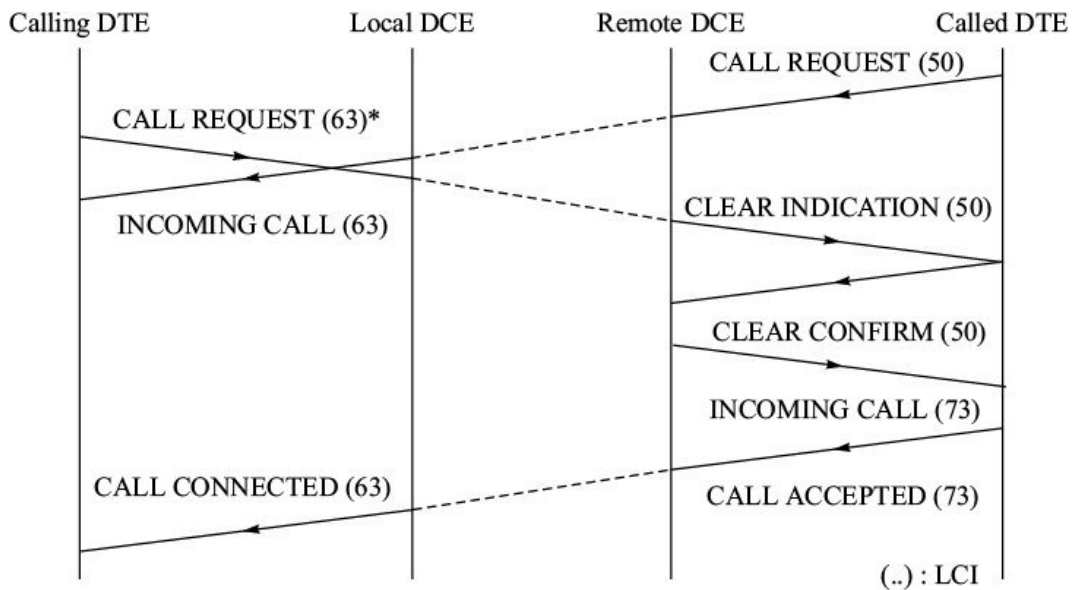 Calling DTE
Local DCE
Remote DCE
Called DTE
CALL REQUEST (50)
CALL REQUEST (63)*
CLEAR INDICATION (50)
INCOMING CALL (63)
CLEAR CONFIRM (50)
INCOMING CALL (73)
CALL CONNECTED (63)
CALL ACCEPTED (73)
(..) : LCI